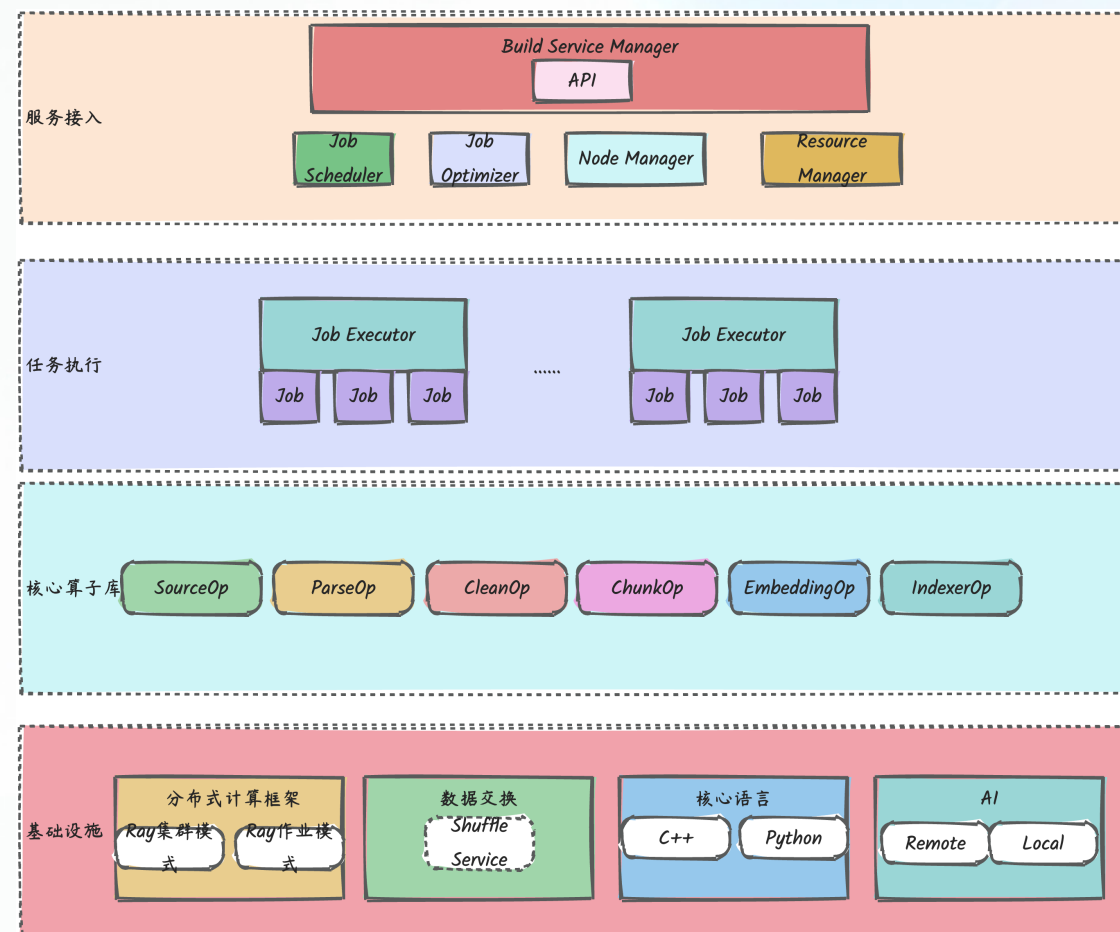 Build Service Manager
API
服务接入
Job
Scheduler
Job
Optimizer
Node Manager
Resource
Manager
任务执行
Job Executor
Job
Job
Job
......
Job Executor
Job
Job
Job
核心算子库
SourceOp
ParseOp
CleanOp
ChunkOp
EmbeddingOp
IndexerOp
基础设施
分布式计算框架
Ray集群模
式
Ray作业模
式
数据交换
Shuffle
Service
核心语言
C++
Python
AI
Remote
Local